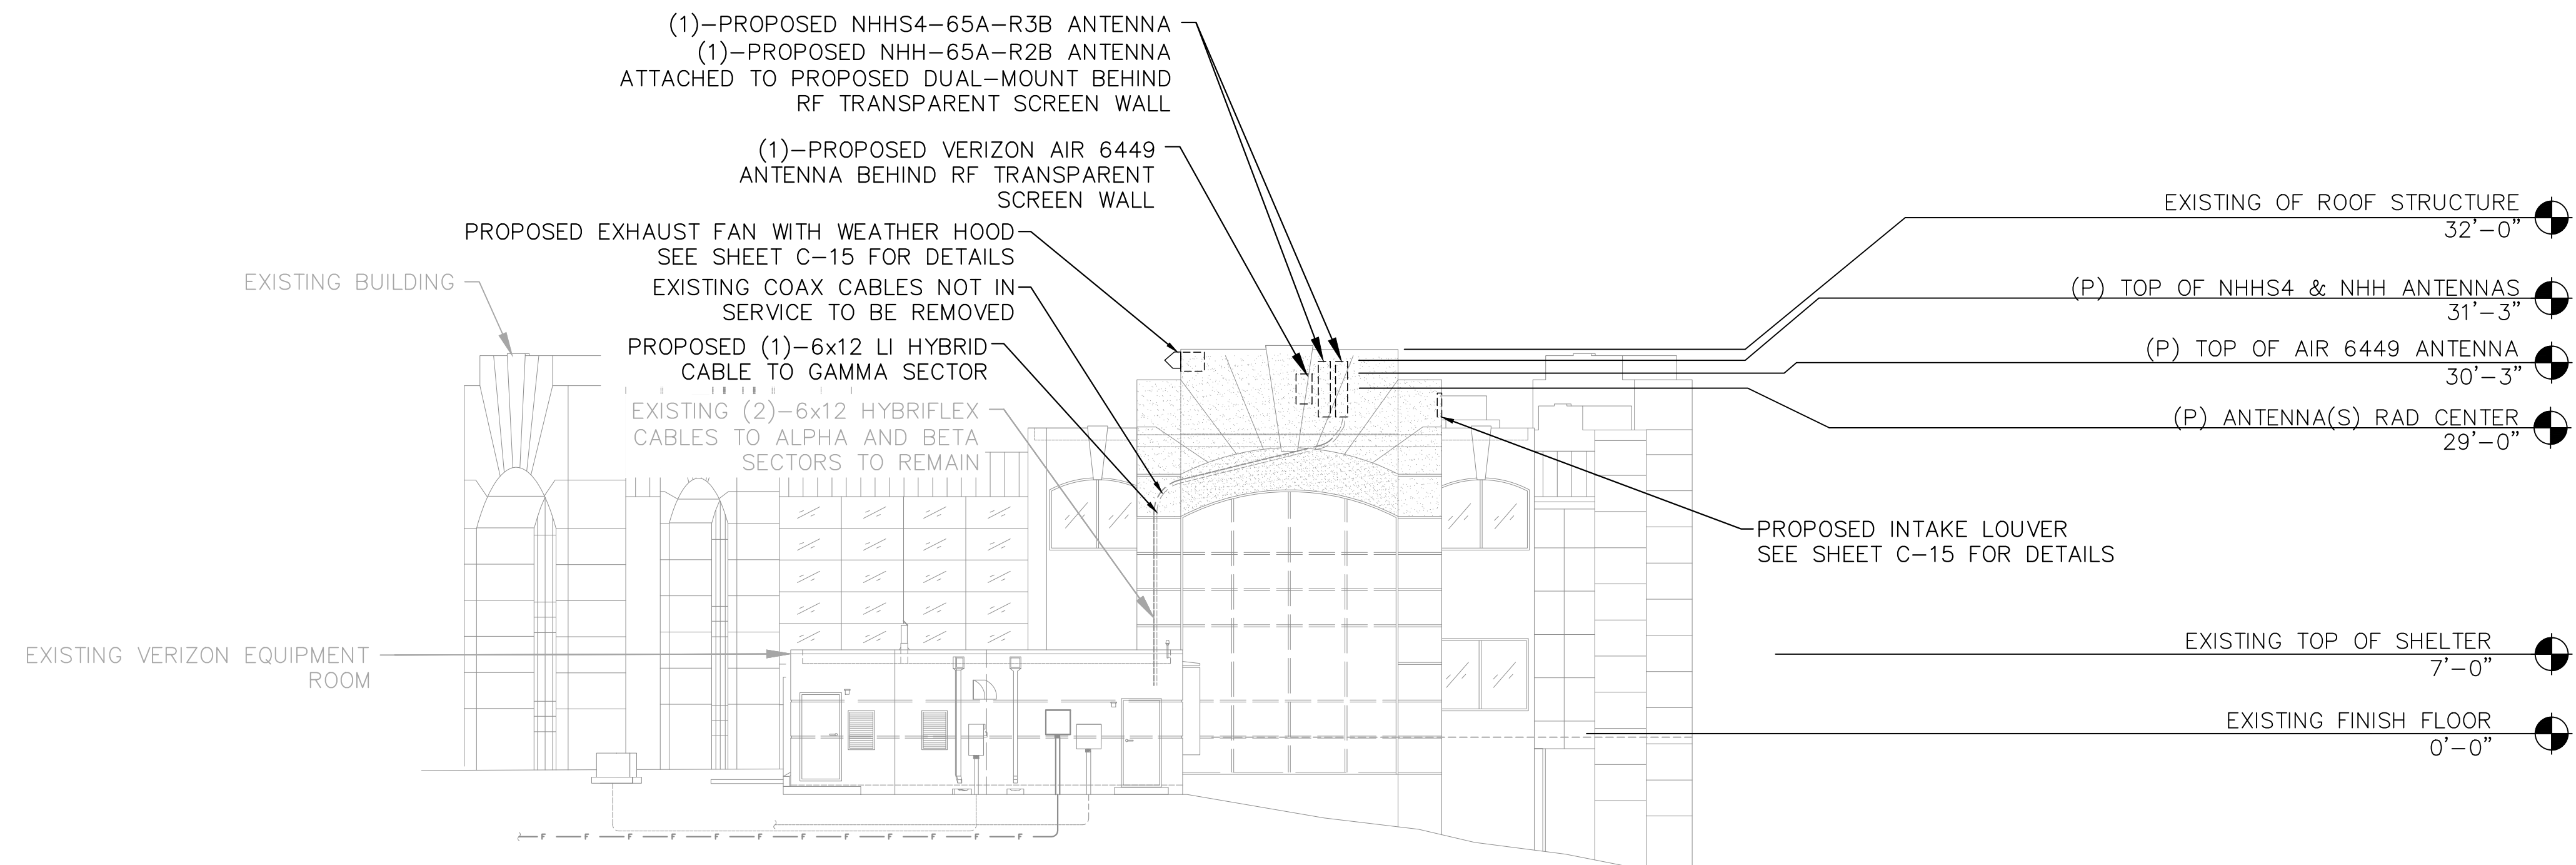 (1)-PROPOSED NHHS4-65A-R3B ANTENNA
(1)-PROPOSED NHH-65A-R2B ANTENNA
ATTACHED TO PROPOSED DUAL-MOUNT BEHIND
RF TRANSPARENT SCREEN WALL
(1)-PROPOSED VERIZON AIR 6449
ANTENNA BEHIND RF TRANSPARENT
SCREEN WALL
PROPOSED EXHAUST FAN WITH WEATHER HOOD
SEE SHEET C-15 FOR DETAILS
EXISTING BUILDING
EXISTING COAX CABLES NOT IN
SERVICE TO BE REMOVED
PROPOSED (1)-6x12 LI HYBRID
CABLE TO GAMMA SECTOR
EXISTING (2)-6x12 HYBRIFLEX
CABLES TO ALPHA AND BETA
SECTORS TO REMAIN
EXISTING VERIZON EQUIPMENT
ROOM
EXISTING OF ROOF STRUCTURE
32'-0"
(P) TOP OF NHHS4 & NHH ANTENNAS
31'-3"
(P) TOP OF AIR 6449 ANTENNA
30'-3"
(P) ANTENNA(S) RAD CENTER
29'-0"
PROPOSED INTAKE LOUVER
SEE SHEET C-15 FOR DETAILS
EXISTING TOP OF SHELTER
7'-0"
EXISTING FINISH FLOOR
0'-0"
F F F F F F F F F F F F